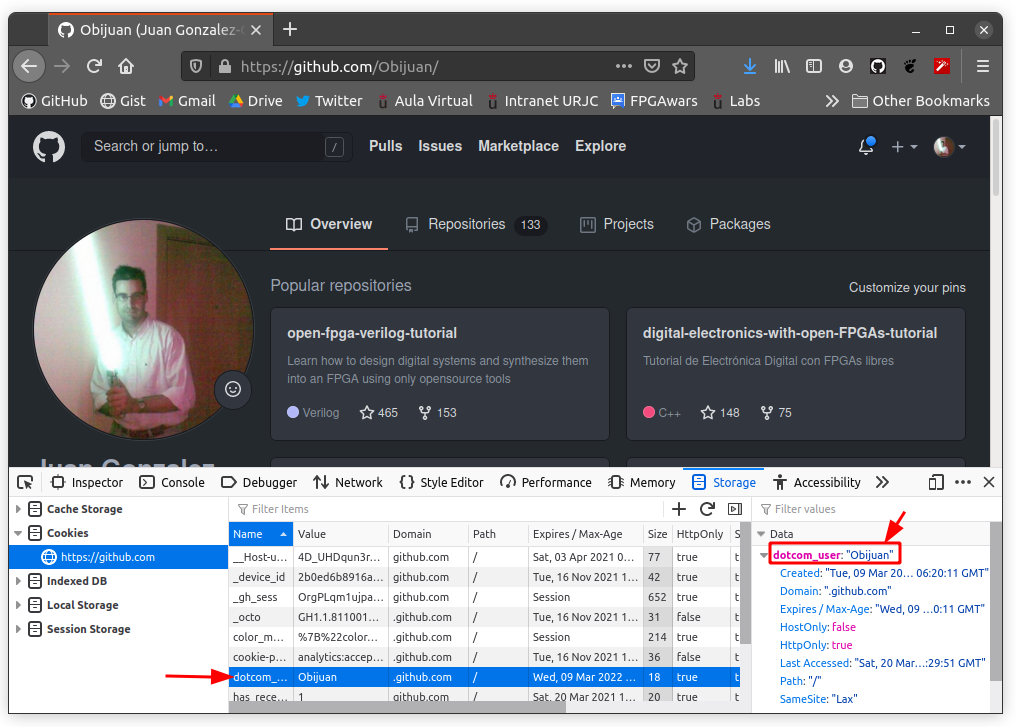 Obijuan (Juan Gonzalez-
https://github.com/Obijuan/
GitHub Gist Gmail Drive Twitter Aula Virtual Intranet URJC FPGAwars Labs Other Bookmarks
Search or jump to… / Pulls Issues Marketplace Explore
Overview Repositories 133 Projects Packages
Popular repositories Customize your pins
open-fpga-verilog-tutorial
Learn how to design digital systems and synthesize them
into an FPGA using only opensource tools
Verilog 465 153
digital-electronics-with-open-FPGAs-tutorial
Tutorial de Electrónica Digital con FPGAs libres
C++ 148 75
Juan Gonzalez
Inspector Console Debugger Network Style Editor Performance Memory Storage Accessibility
Cache Storage
Cookies
https://github.com
Indexed DB
Local Storage
Session Storage
Filter Items
Name Value Domain Path Expires / Max-Age Size HttpOnly S
__Host-u… 4D_UHDqun3r… github.com / Sat, 03 Apr 2021 0… 77 true t
_device_id 2b0ed6b8916a… github.com / Tue, 16 Nov 2021 1… 42 true t
_gh_sess OrgPLqm1ujpa… github.com / Session 652 true t
_octo GH1.1.811001… .github.com / Tue, 16 Nov 2021 1… 31 false t
color_m… %7B%22color… .github.com / Session 214 true t
cookie-p… analytics:accep… .github.com / Tue, 16 Nov 2021 1… 36 false t
dotcom_… Obijuan .github.com / Wed, 09 Mar 2022 … 18 true t
has_rece… 1 github.com / Sat, 20 Mar 2021 1… 20 true t
Filter values
Data
dotcom_user: "Obijuan"
Created: "Tue, 09 Mar 20… 06:20:11 GMT"
Domain: ".github.com"
Expires / Max-Age: "Wed, 09 …0:11 GMT"
HostOnly: false
HttpOnly: true
Last Accessed: "Sat, 20 Mar…:29:51 GMT"
Path: "/"
SameSite: "Lax"